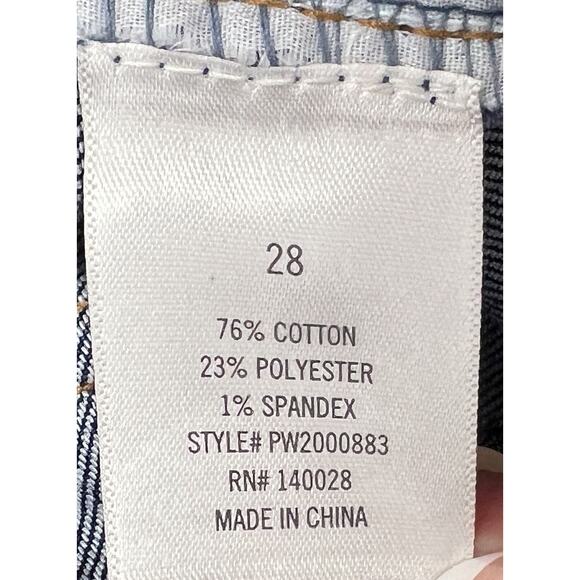 28
76% COTTON
23% POLYESTER
1% SPANDEX
STYLE# PW2000883
RN# 140028
MADE IN CHINA